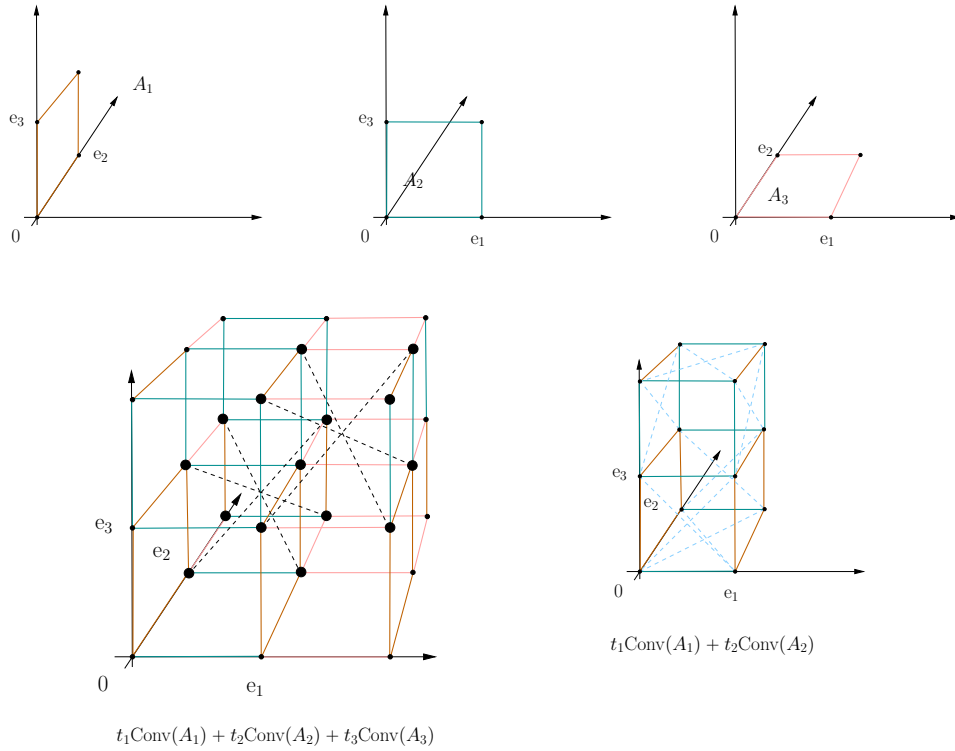 A₁
e₃
e₂
0
e₃
A₂
0
e₁
e₂
A₃
0
e₁
e₃
e₂
0
e₁
t₁Conv(A₁) + t₂Conv(A₂) + t₃Conv(A₃)
e₃
e₂
0
e₁
t₁Conv(A₁) + t₂Conv(A₂)